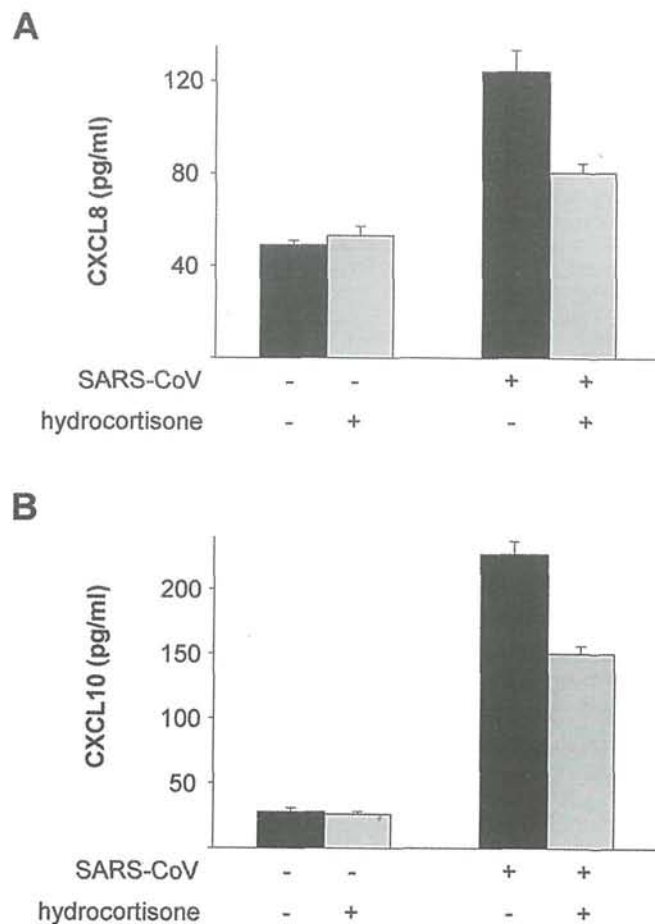 A
CXCL8 (pg/ml)
120
80
40
SARS-CoV - - + +
hydrocortisone - + - +
B
CXCL10 (pg/ml)
200
150
100
50
SARS-CoV - - + +
hydrocortisone - + - +